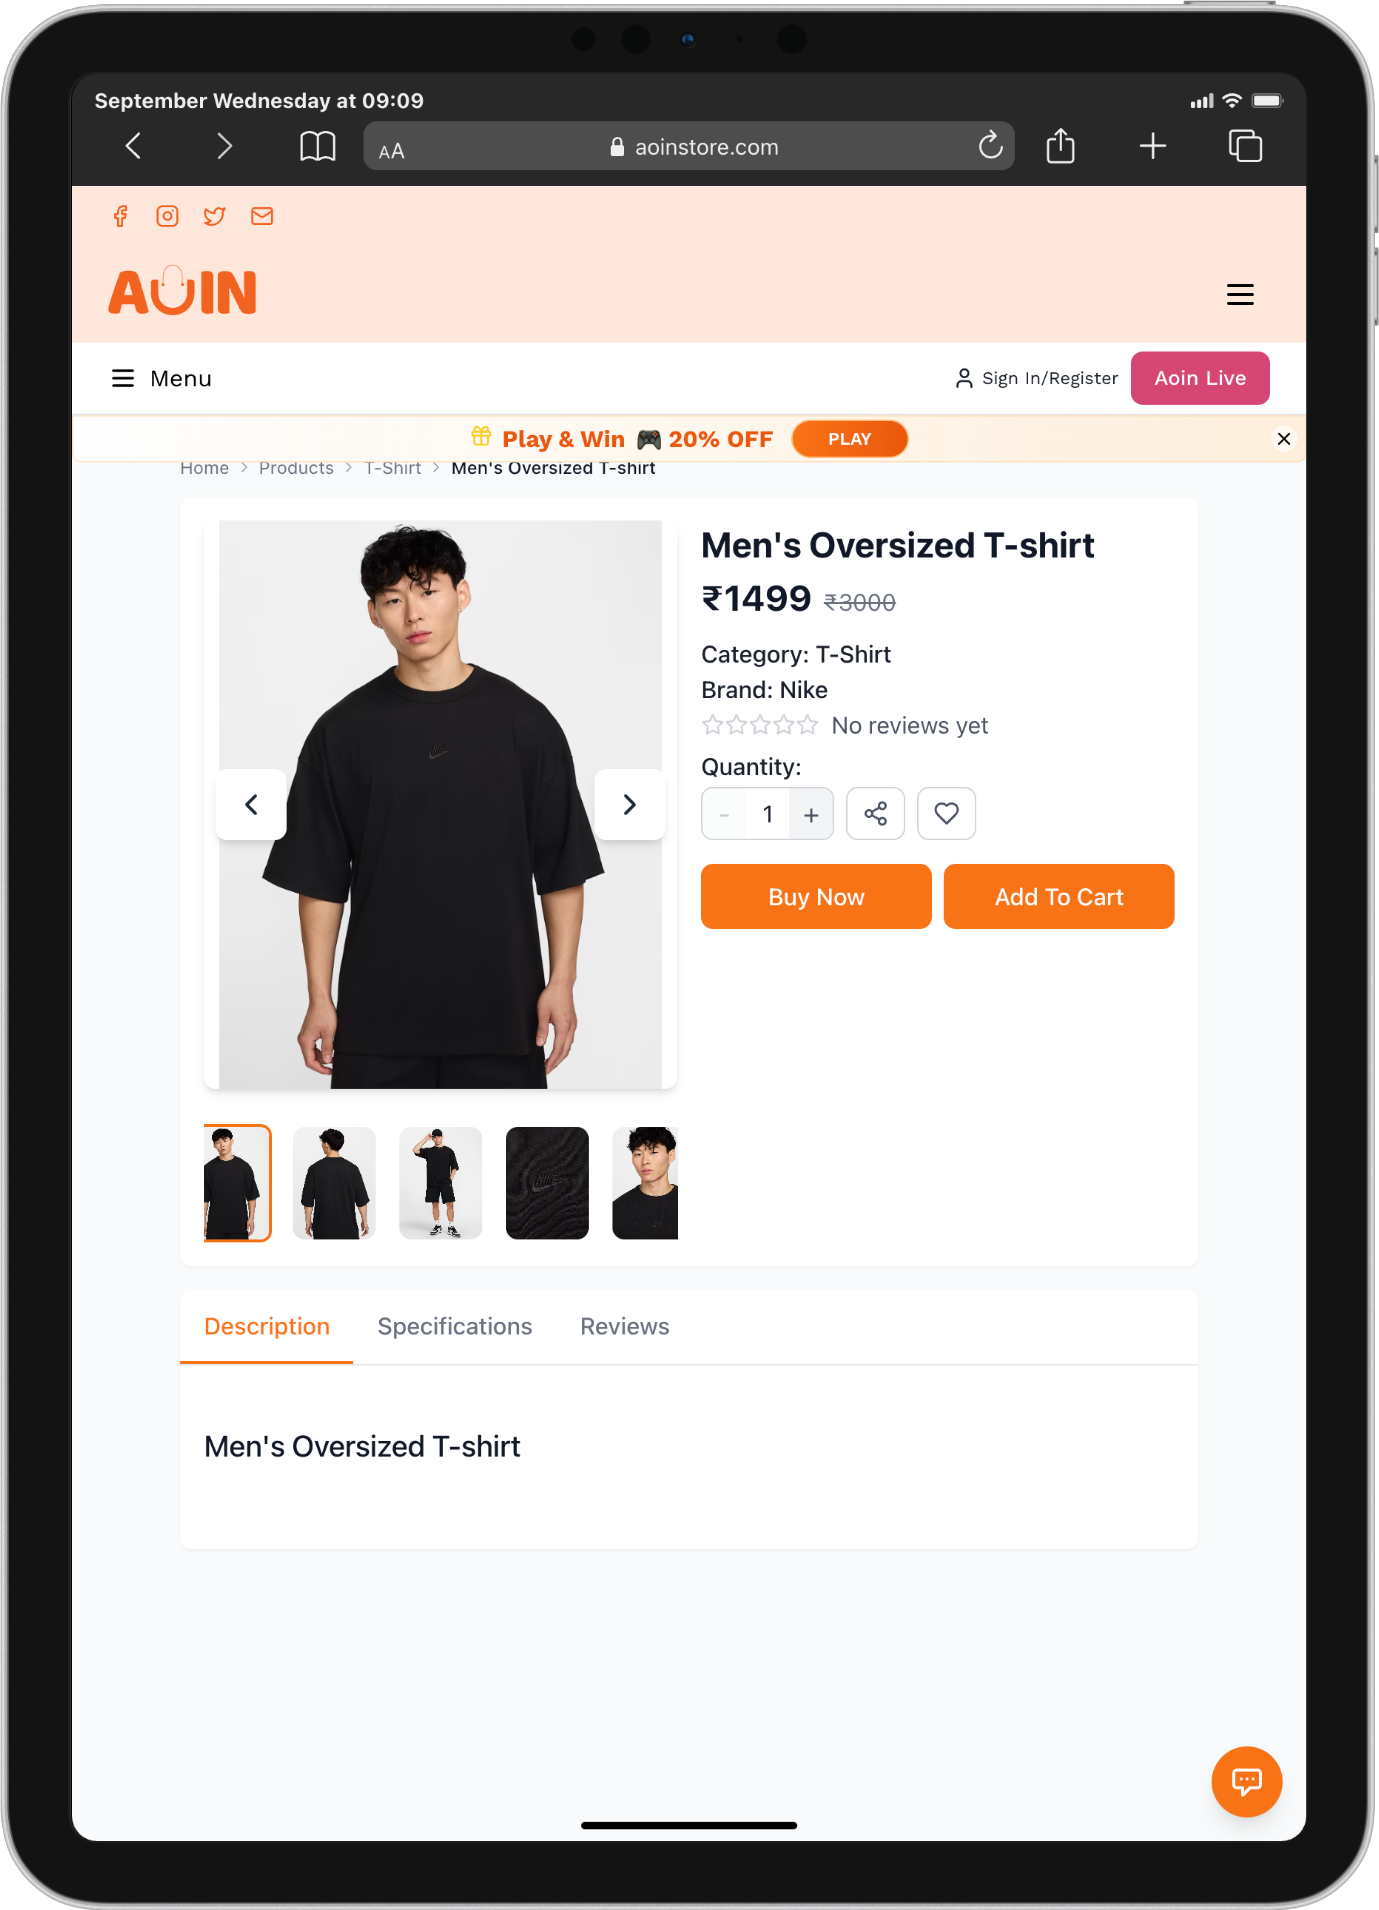 September Wednesday at 09:09
AA
aoinstore.com
AOIN
Menu
Sign In/Register
Aoin Live
Play & Win 🎮 20% OFF
PLAY
Home > Products > T-Shirt > Men's Oversized T-shirt
Men's Oversized T-shirt
₹1499 ₹3000
Category: T-Shirt
Brand: Nike
No reviews yet
Quantity:
- 1 +
Buy Now
Add To Cart
NIKE
Description
Specifications
Reviews
Men's Oversized T-shirt